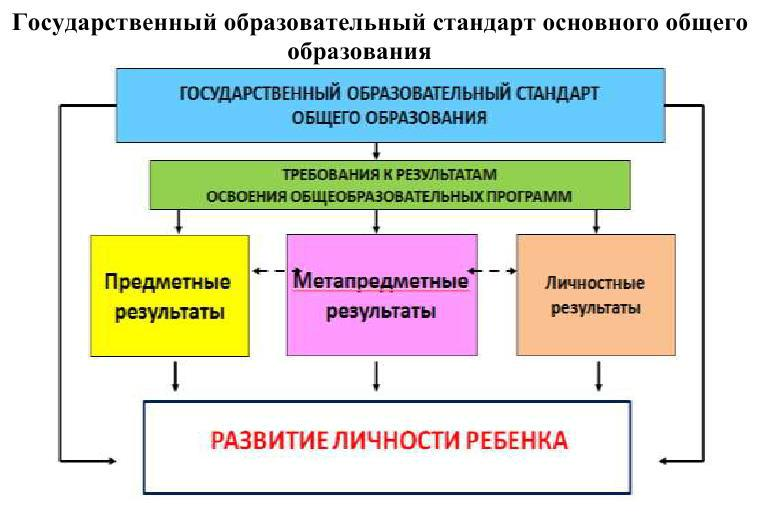 Государственный образовательный стандарт основного общего
образования
ГОСУДАРСТВЕННЫЙ ОБРАЗОВАТЕЛЬНЫЙ СТАНДАРТ
ОБЩЕГО ОБРАЗОВАНИЯ
ТРЕБОВАНИЯ К РЕЗУЛЬТАТАМ
ОСВОЕНИЯ ОБЩЕОБРАЗОВАТЕЛЬНЫХ ПРОГРАММ
Предметные
результаты
Метапредметные
результаты
Личностные
результаты
РАЗВИТИЕ ЛИЧНОСТИ РЕБЕНКА